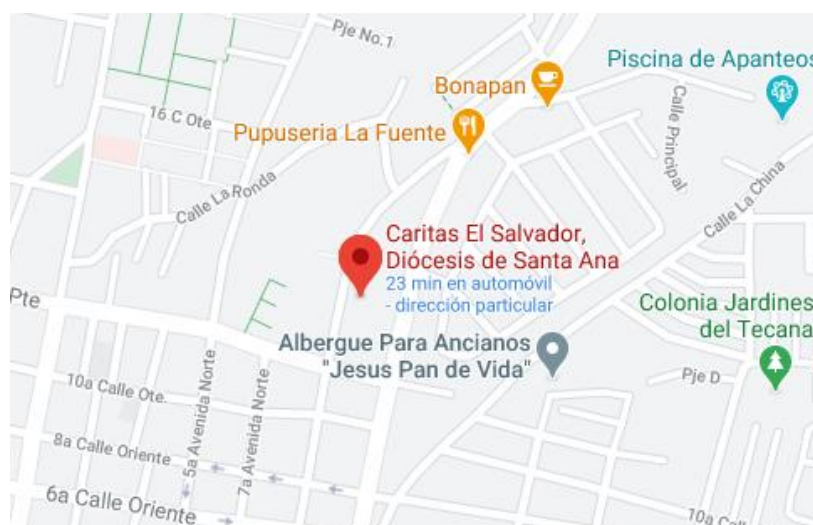 Pje No.1
Piscina de Apanteos
Bonapan
Calle Principal
16 C Ote
Pupuseria La Fuente
Calle La Ronda
Calle La China
Caritas El Salvador,
Diócesis de Santa Ana
23 min en automóvil
- dirección particular
Pte
Colonia Jardines
del Tecana
Albergue Para Ancianos
"Jesus Pan de Vida"
Pje D
10a Calle Ote.
5a Avenida Norte
7a Avenida Norte
8a Calle Oriente
6a Calle Oriente
10a Calle